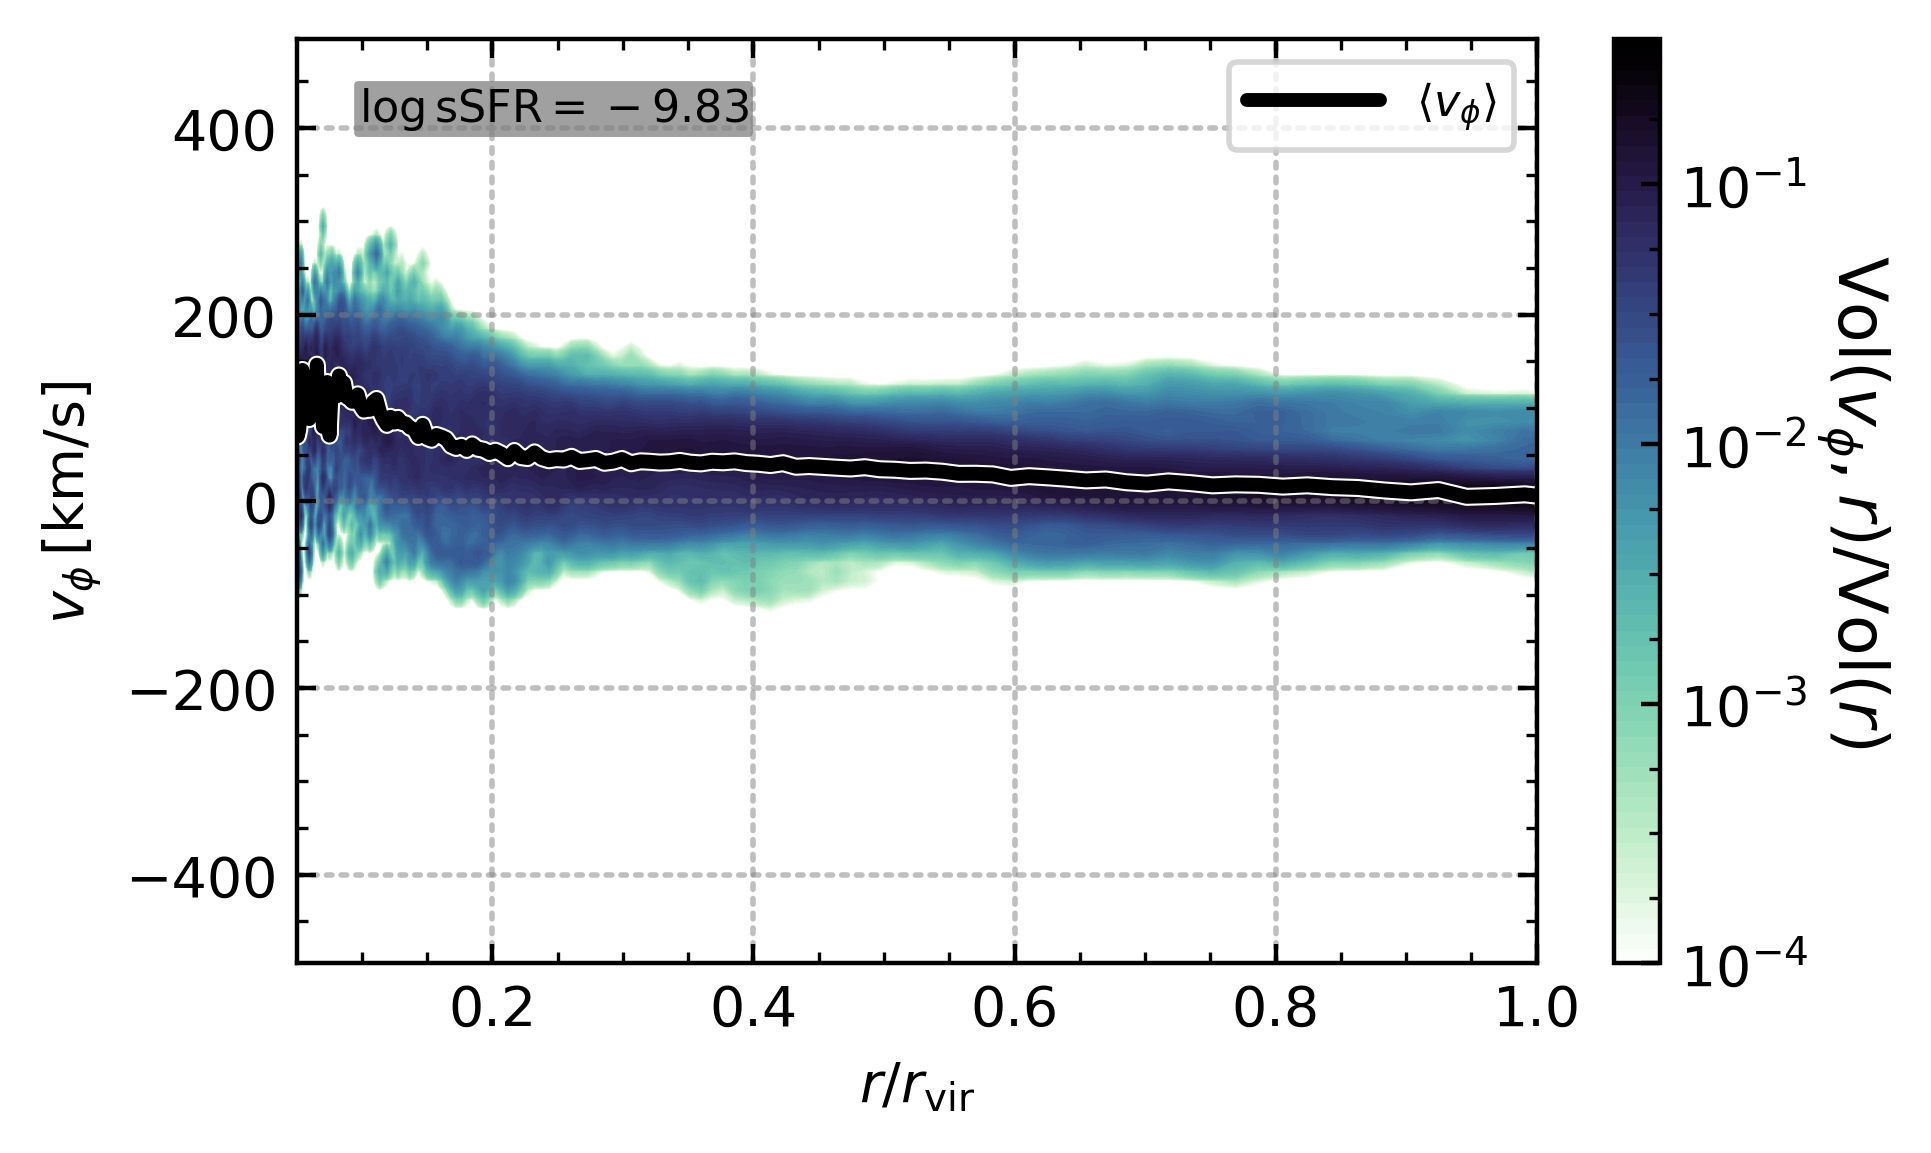 log sSFR = − 9.83
⟨v_ϕ⟩
400
200
0
−200
−400
v_ϕ [km/s]
0.2 0.4 0.6 0.8 1.0
r/r_vir
10⁻¹
10⁻²
10⁻³
10⁻⁴
Vol(v_ϕ, r)/Vol(r)